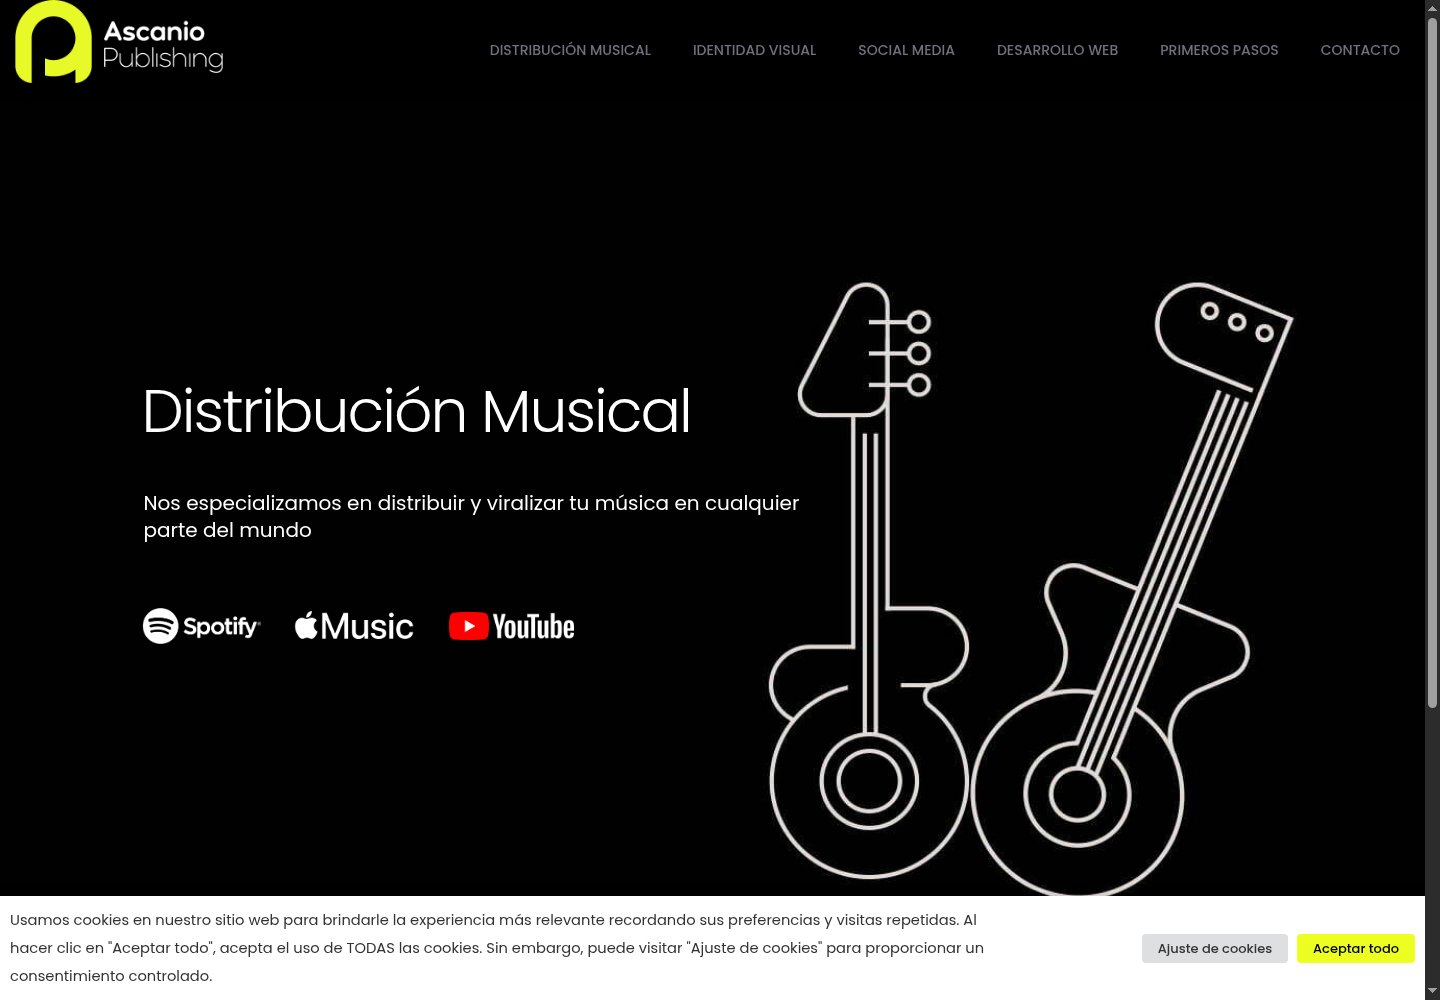 Ascanio
Publishing
DISTRIBUCIÓN MUSICAL
IDENTIDAD VISUAL
SOCIAL MEDIA
DESARROLLO WEB
PRIMEROS PASOS
CONTACTO
Distribución Musical
Nos especializamos en distribuir y viralizar tu música en cualquier
parte del mundo
Spotify
Music
YouTube
Usamos cookies en nuestro sitio web para brindarle la experiencia más relevante recordando sus preferencias y visitas repetidas. Al
hacer clic en "Aceptar todo", acepta el uso de TODAS las cookies. Sin embargo, puede visitar "Ajuste de cookies" para proporcionar un
consentimiento controlado.
Ajuste de cookies
Aceptar todo